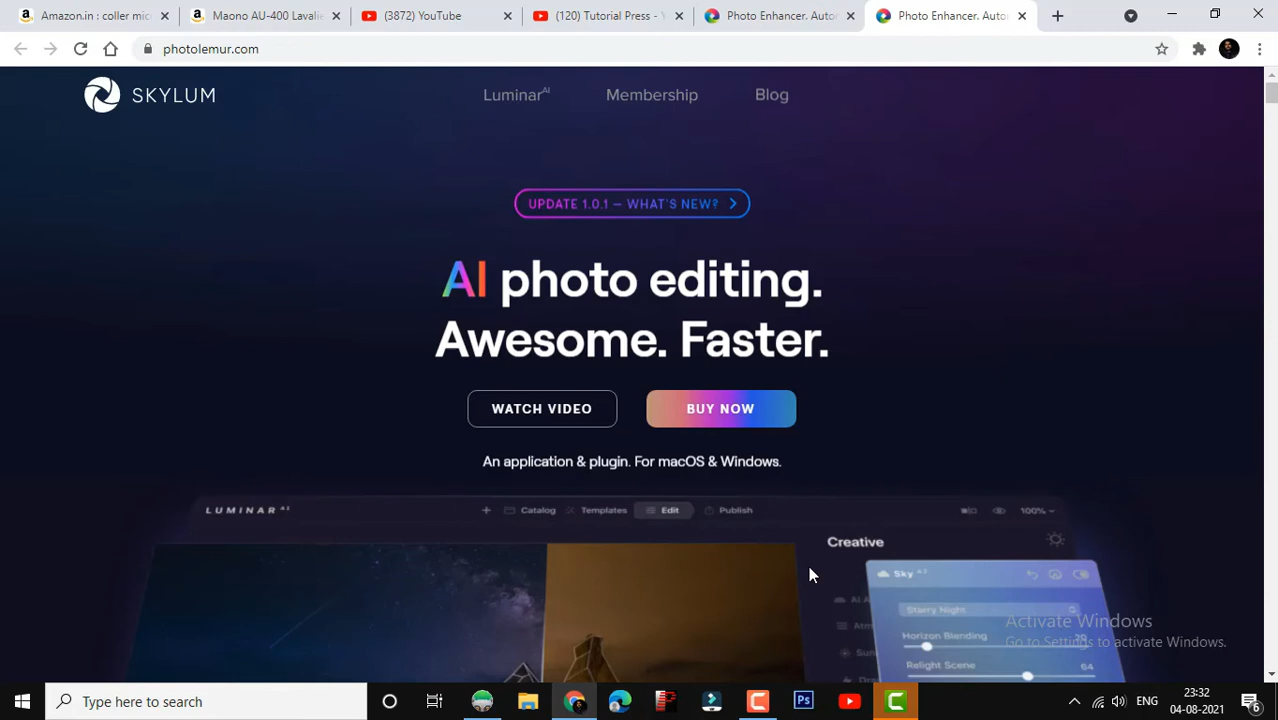 Amazon.in : coller mic
Maono AU-400 Lavalie
(3872) YouTube
(120) Tutorial Press - Y
Photo Enhancer. Auto
Photo Enhancer. Auto
photolemur.com
SKYLUM
Luminar AI
Membership
Blog
UPDATE 1.0.1 — WHAT'S NEW?
AI photo editing.
Awesome. Faster.
WATCH VIDEO
BUY NOW
An application & plugin. For macOS & Windows.
LUMINAR AI
Catalog
Templates
Edit
Publish
100%
Creative
Sky AI
Starry Night
Horizon Blending
Relight Scene
64
Activate Windows
Go to Settings to activate Windows.
Type here to search
Ps
ENG
23:32
04-08-2021
6